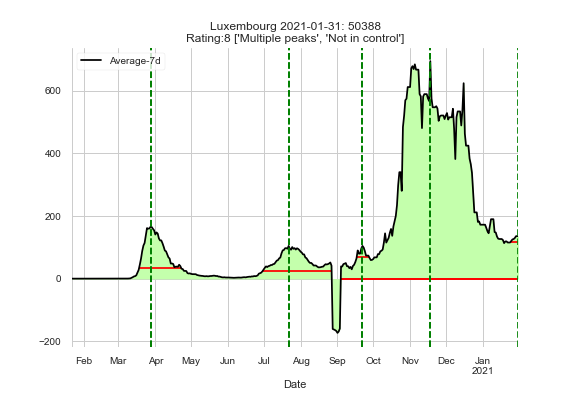 Luxembourg 2021-01-31: 50388
Rating:8 ['Multiple peaks', 'Not in control']
Average-7d
600
400
200
0
−200
Feb Mar Apr May Jun Jul Aug Sep Oct Nov Dec Jan
2021
Date